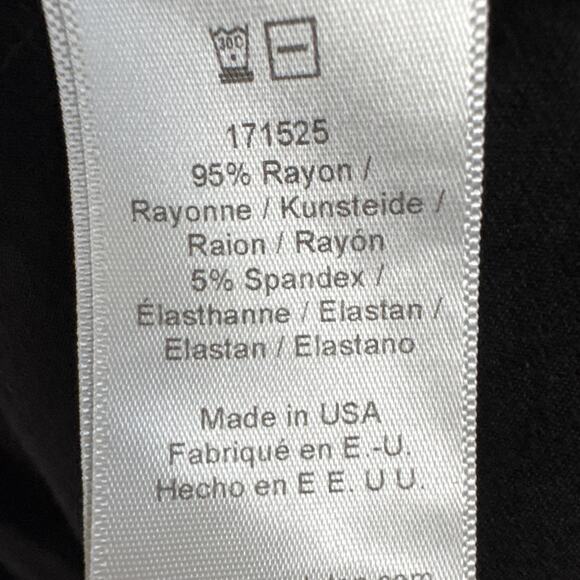 30C
171525
95% Rayon /
Rayonne / Kunsteide /
Raion / Rayón
5% Spandex /
Élasthanne / Elastan /
Elastan / Elastano
Made in USA
Fabriqué en E.-U.
Hecho en E E. U U.